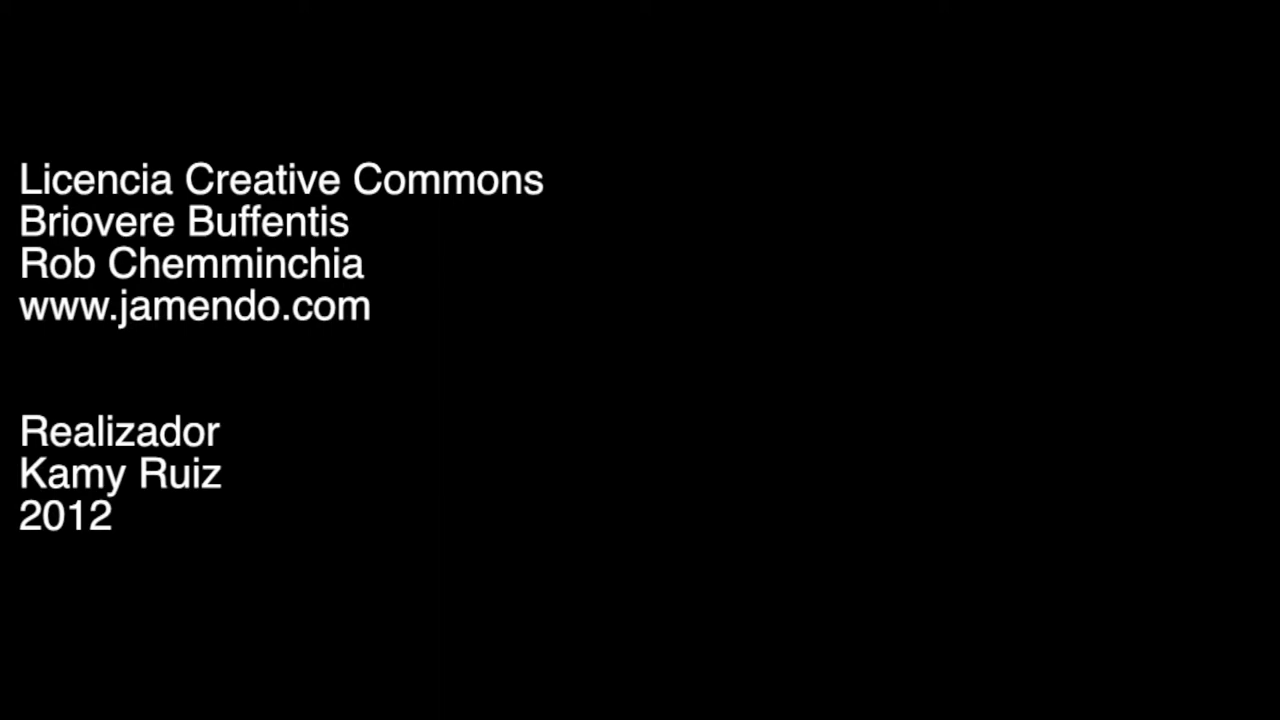 Licencia Creative Commons
Briovere Buffentis
Rob Chemminchia
www.jamendo.com
Realizador
Kamy Ruiz
2012